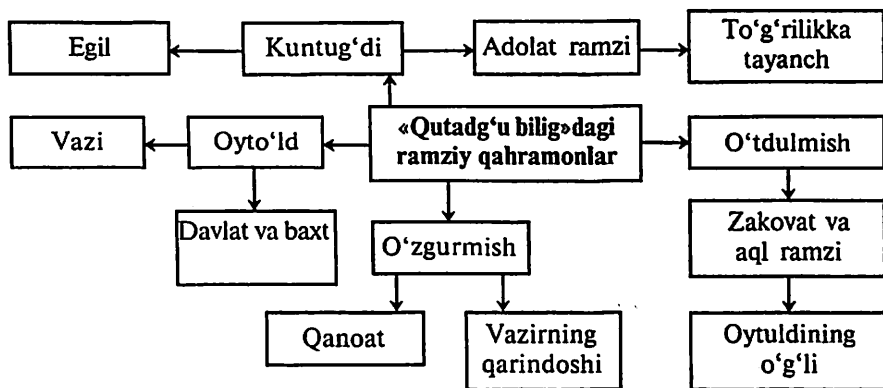 Egil
Kuntug‘di
Adolat ramzi
To‘g‘rilikka
tayanch
Vazi
Oyto‘ld
«Qutadg‘u bilig»dagi
ramziy qahramonlar
O‘tdulmish
Davlat va baxt
O‘zgurmish
Zakovat va
aql ramzi
Qanoat
Vazirning
qarindoshi
Oytuldining
o‘g‘li